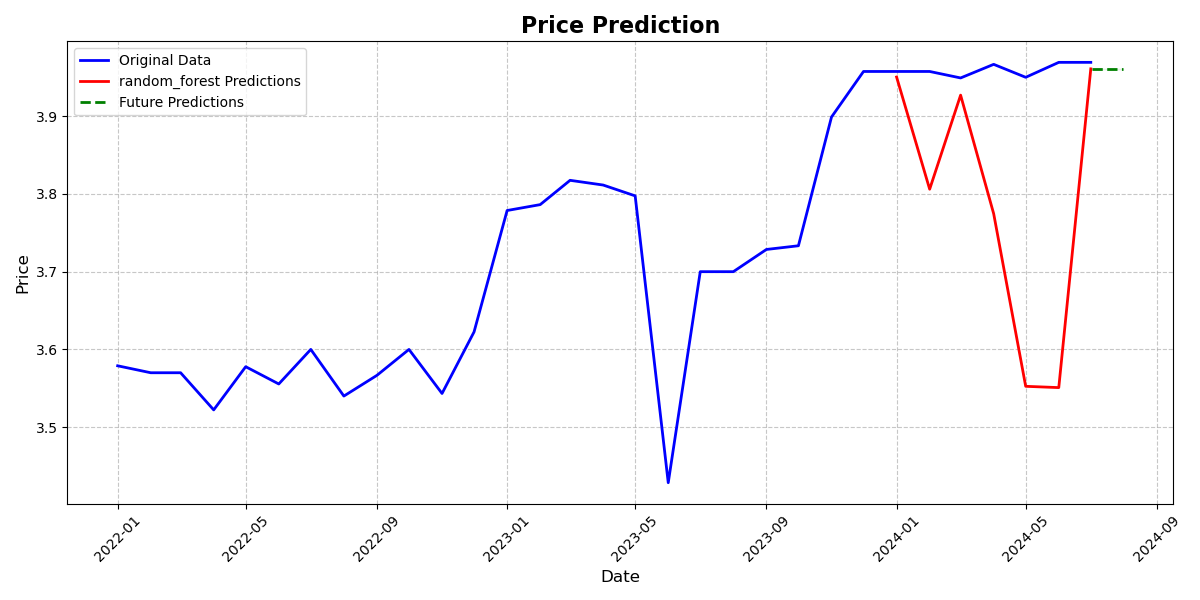 Price Prediction
Original Data
random_forest Predictions
Future Predictions
Price
3.9
3.8
3.7
3.6
3.5
2022-01
2022-05
2022-09
2023-01
2023-05
2023-09
2024-01
2024-05
2024-09
Date